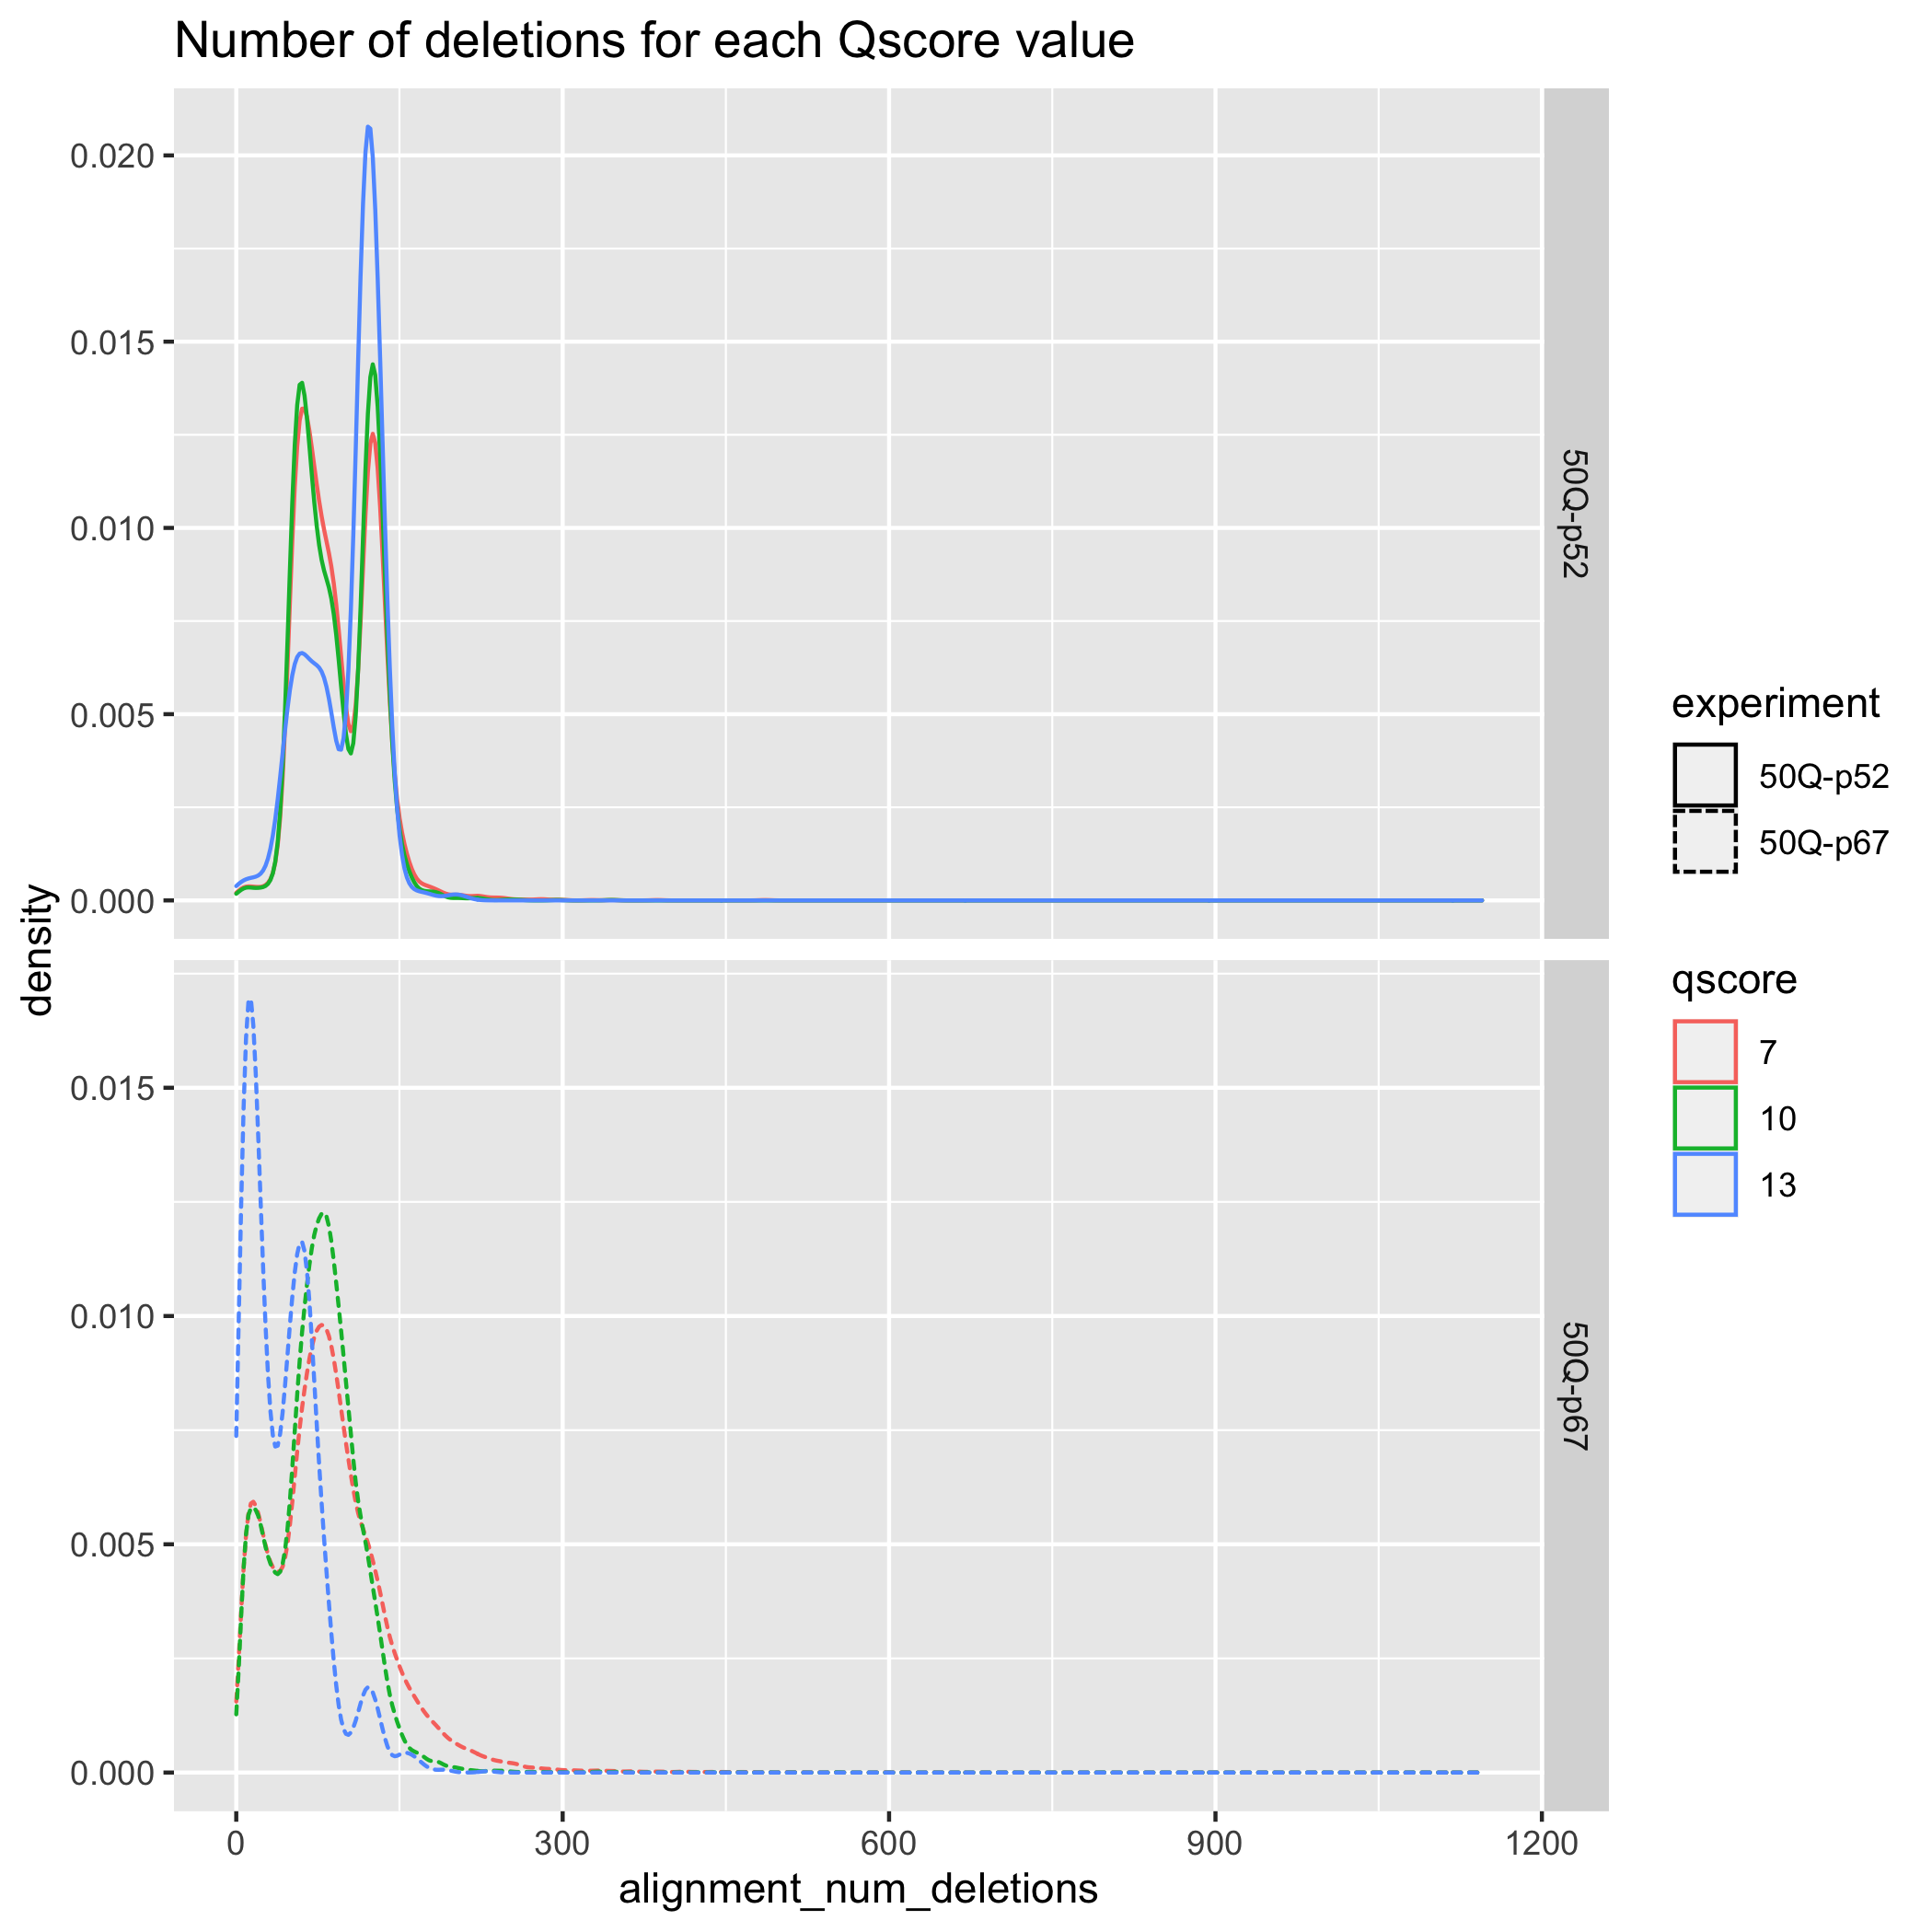 Number of deletions for each Qscore value
density
0.020
0.015
0.010
0.005
0.000
50Q-p52
0.015
0.010
0.005
0.000
50Q-p67
0
300
600
900
1200
alignment_num_deletions
experiment
50Q-p52
50Q-p67
qscore
7
10
13